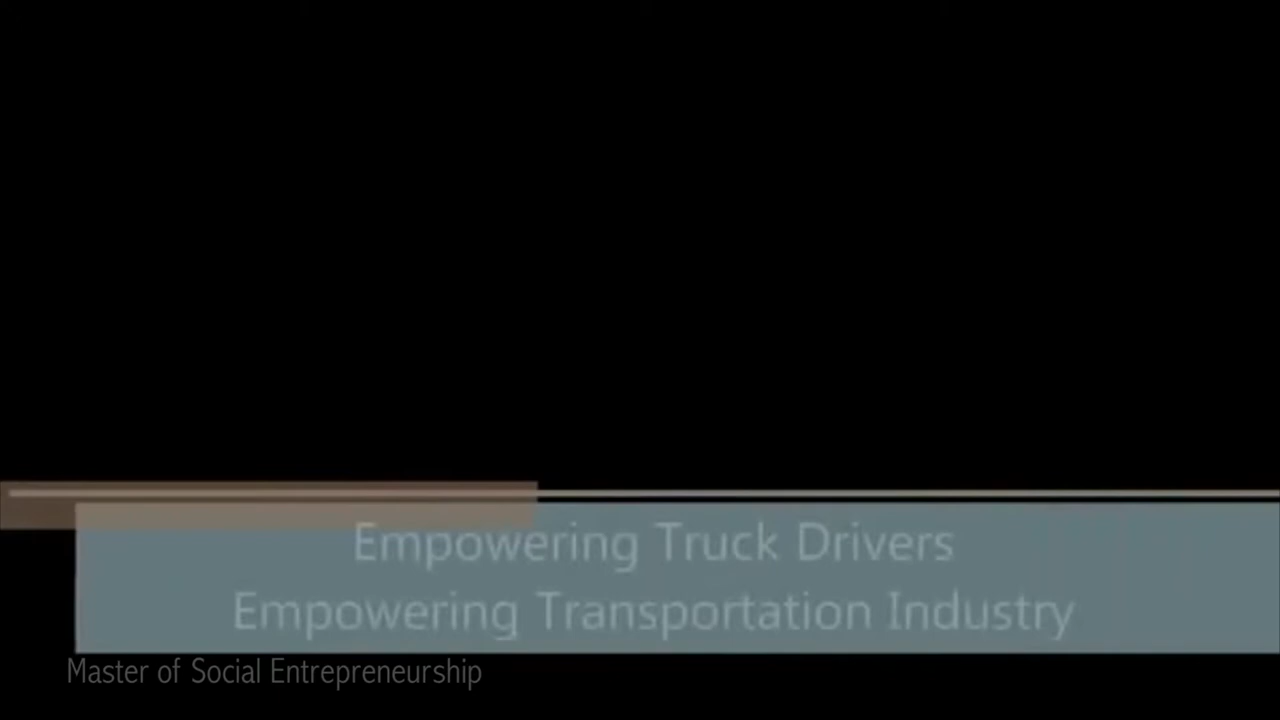 Empowering Truck Drivers
Empowering Transportation Industry
Master of Social Entrepreneurship